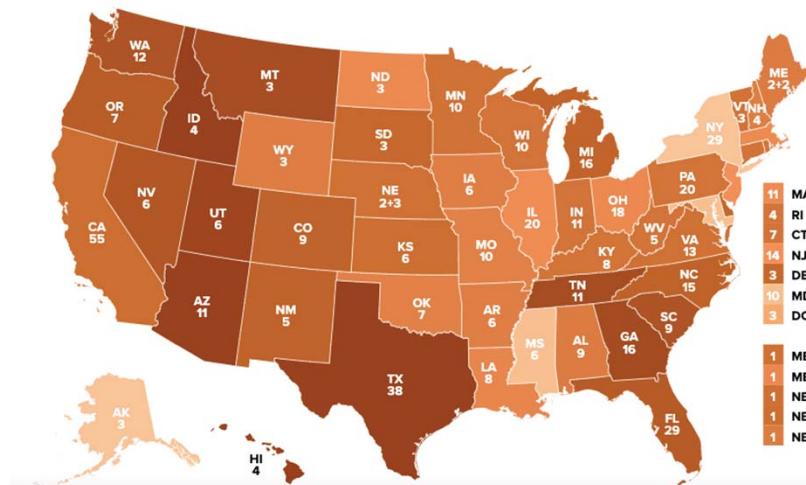 WA
12
OR
7
ID
4
MT
3
ND
3
MN
10
WI
10
MI
16
ME
2+2
VT
3
NH
4
NY
29
WY
3
SD
3
NE
2+3
IA
6
NV
6
CA
55
UT
6
CO
9
KS
6
MO
10
IL
20
IN
11
OH
18
PA
20
WV
5
VA
13
KY
8
NC
15
TN
11
SC
9
AZ
11
NM
5
OK
7
AR
6
MS
6
AL
9
GA
16
LA
8
TX
38
FL
29
AK
3
HI
4
11 MA
4 RI
7 CT
14 NJ
3 DE
10 MD
3 DC
1 ME
1 ME
1 NE
1 NE
1 NE